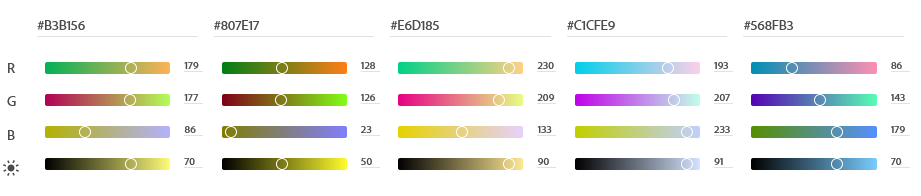 #B3B156 #807E17 #E6D185 #C1CFE9 #568FB3
R 179 128 230 193 86
G 177 126 209 207 143
B 86 23 133 233 179
70 50 90 91 70